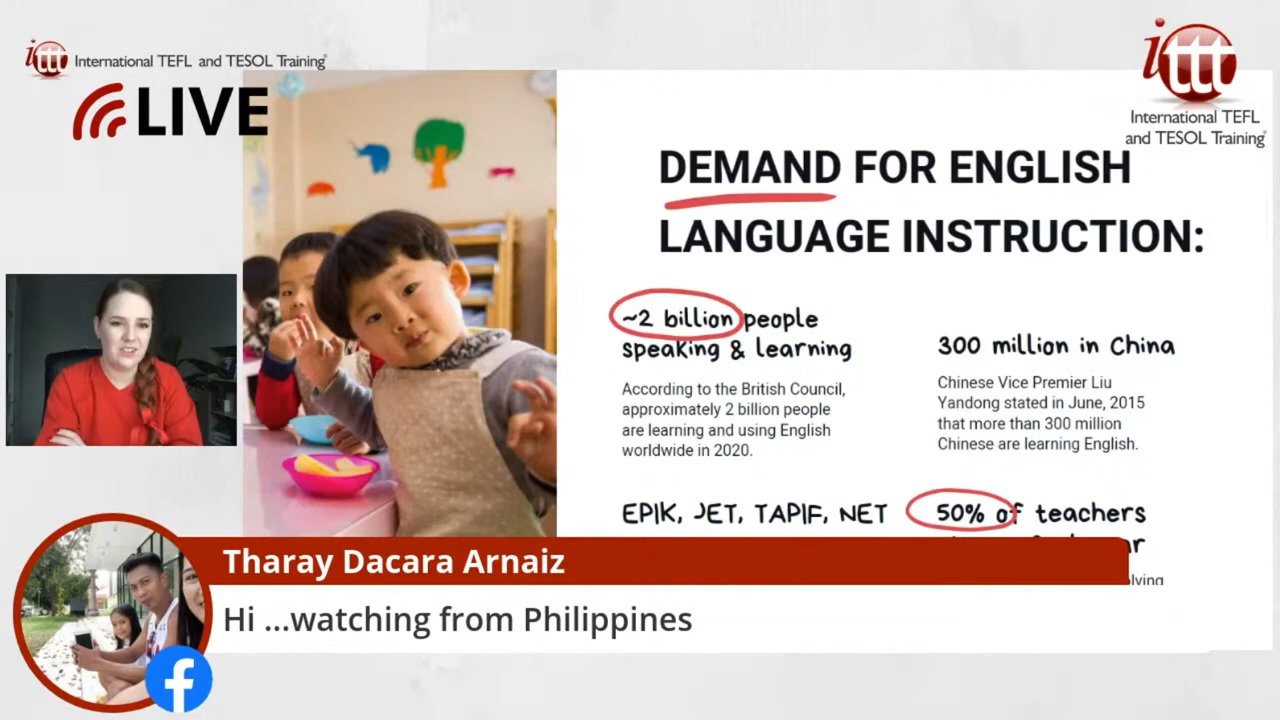 ittt International TEFL and TESOL Training
LIVE
ittt
International TEFL
and TESOL Training
DEMAND FOR ENGLISH
LANGUAGE INSTRUCTION:
~2 billion people
speaking & learning
According to the British Council,
approximately 2 billion people
are learning and using English
worldwide in 2020.
300 million in China
Chinese Vice Premier Liu
Yandong stated in June, 2015
that more than 300 million
Chinese are learning English.
EPIK, JET, TAPIF, NET
50% of teachers
Tharay Dacara Arnaiz
Hi ...watching from Philippines